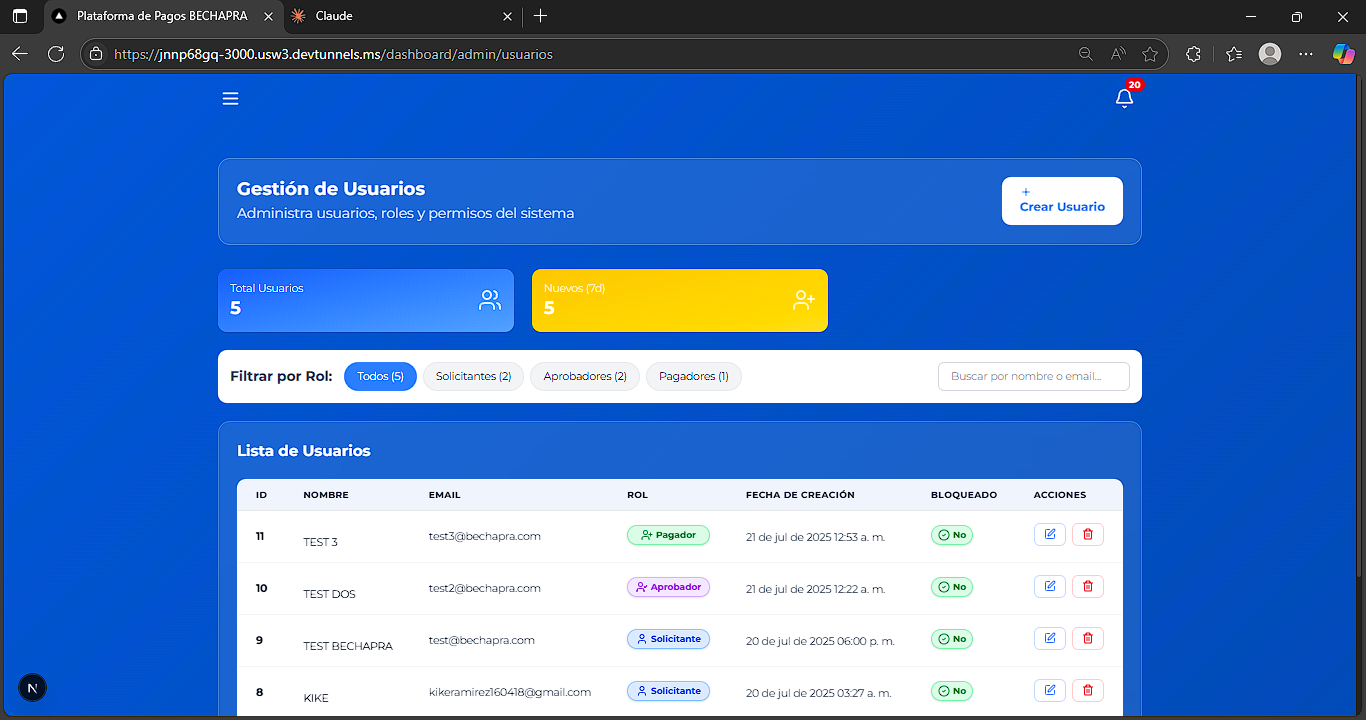 Plataforma de Pagos BECHAPRA
Claude
https://jnnp68gq-3000.usw3.devtunnels.ms/dashboard/admin/usuarios
20
Gestión de Usuarios
Administra usuarios, roles y permisos del sistema
+
Crear Usuario
Total Usuarios
5
Nuevos (7d)
5
Filtrar por Rol: Todos (5) Solicitantes (2) Aprobadores (2) Pagadores (1) Buscar por nombre o email...
Lista de Usuarios
ID NOMBRE EMAIL ROL FECHA DE CREACIÓN BLOQUEADO ACCIONES
11 TEST 3 test3@bechapra.com Pagador 21 de jul de 2025 12:53 a. m. No
10 TEST DOS test2@bechapra.com Aprobador 21 de jul de 2025 12:22 a. m. No
9 TEST BECHAPRA test@bechapra.com Solicitante 20 de jul de 2025 06:00 p. m. No
8 KIKE kikeramirez160418@gmail.com Solicitante 20 de jul de 2025 03:27 a. m. No
N